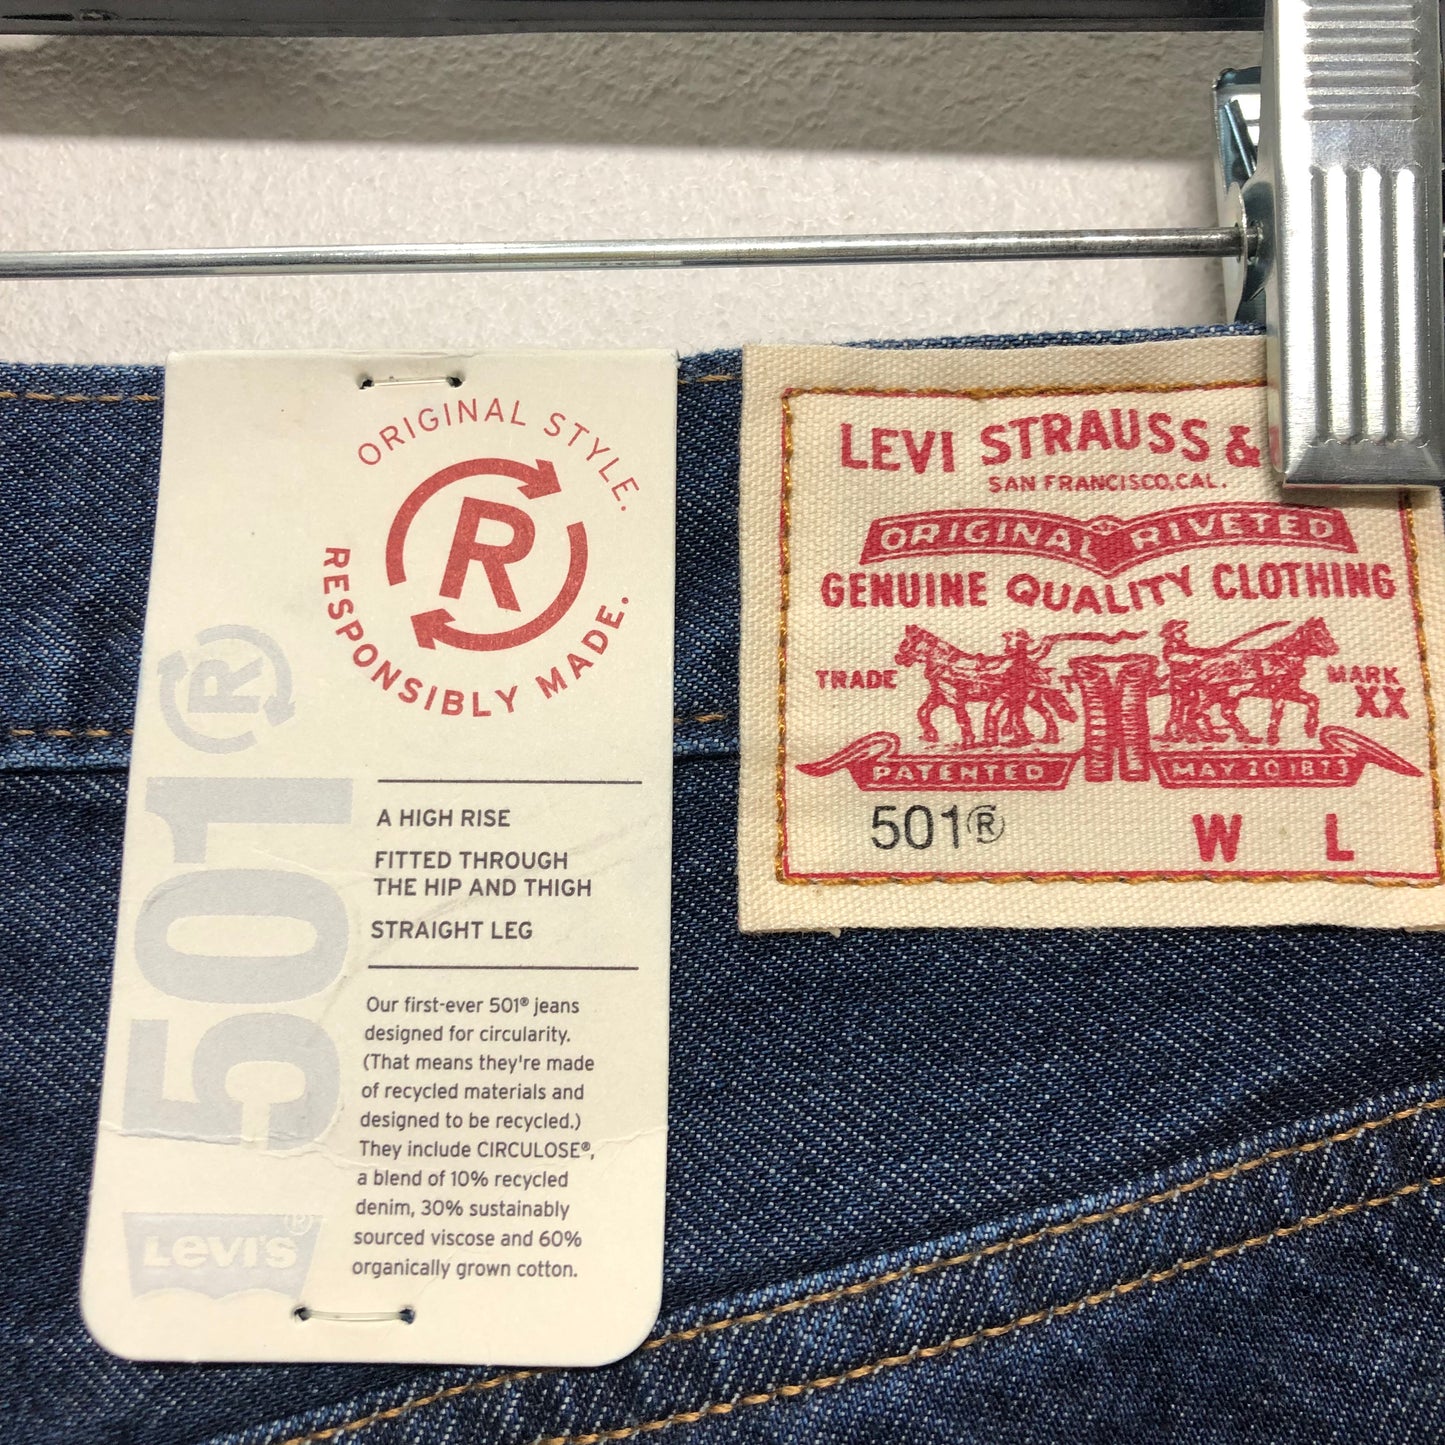 ORIGINAL STYLE.
R
RESPONSIBLY MADE.
501®
A HIGH RISE
FITTED THROUGH
THE HIP AND THIGH
STRAIGHT LEG
Our first-ever 501® jeans
designed for circularity.
(That means they're made
of recycled materials and
designed to be recycled.)
They include CIRCULOSE®,
a blend of 10% recycled
denim, 30% sustainably
sourced viscose and 60%
organically grown cotton.
LEVI'S®
LEVI STRAUSS &
SAN FRANCISCO, CAL.
ORIGINAL RIVETED
GENUINE QUALITY CLOTHING
TRADE MARK
XX
PATENTED MAY 20 1873
501® W L